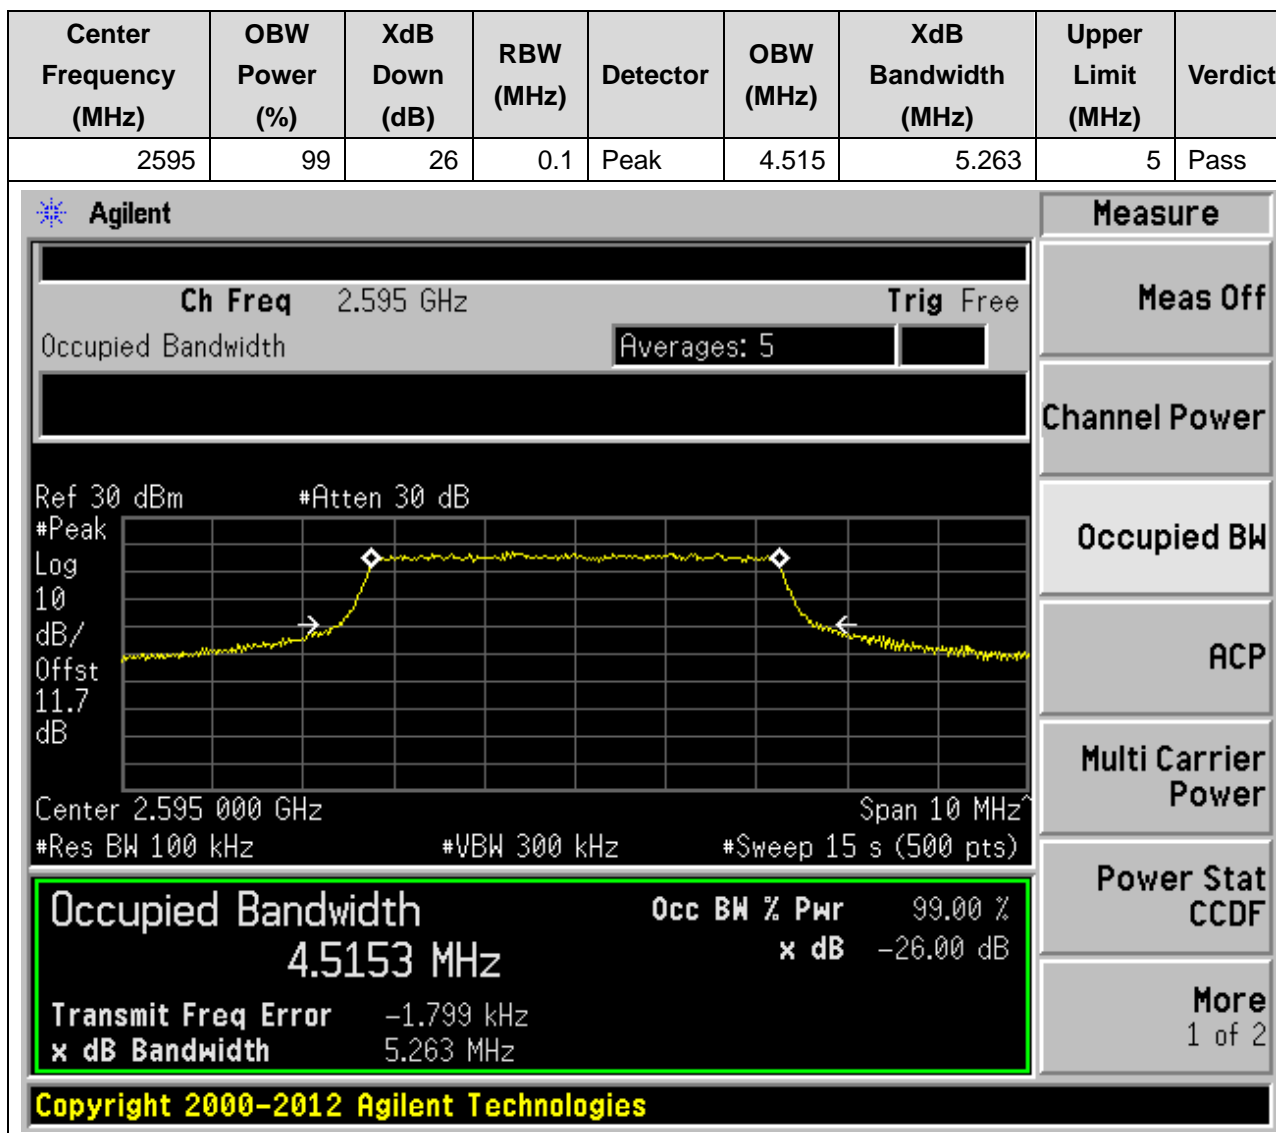 Center Frequency (MHz) OBW Power (%) XdB Down (dB) RBW (MHz) Detector OBW (MHz) XdB Bandwidth (MHz) Upper Limit (MHz) Verdict
2595 99 26 0.1 Peak 4.515 5.263 5 Pass
Agilent
Measure
Ch Freq 2.595 GHz Trig Free
Occupied Bandwidth Averages: 5
Meas Off
Channel Power
Occupied BW
ACP
Multi Carrier
Power
Power Stat
CCDF
More
1 of 2
Ref 30 dBm #Atten 30 dB
#Peak
Log
10
dB/
Offst
11.7
dB
Center 2.595 000 GHz Span 10 MHz^
#Res BW 100 kHz #VBW 300 kHz #Sweep 15 s (500 pts)
Occupied Bandwidth Occ BW % Pwr 99.00 %
4.5153 MHz x dB -26.00 dB
Transmit Freq Error -1.799 kHz
x dB Bandwidth 5.263 MHz
Copyright 2000-2012 Agilent Technologies